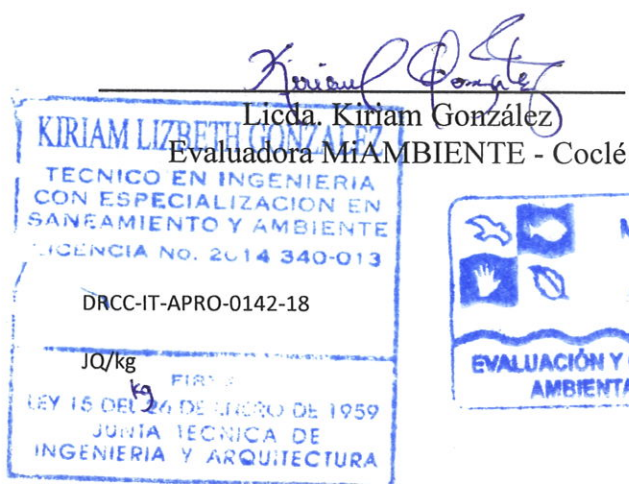 Kiriam González
Licda. Kiriam González
Evaluadora MiAMBIENTE - Coclé
KIRIAM LIZBETH GONZALEZ
TECNICO EN INGENIERIA
CON ESPECIALIZACION EN
SANEAMIENTO Y AMBIENTE
LICENCIA No. 2014 340-013
DRCC-IT-APRO-0142-18
JQ/kg
kg
FIRMA
LEY 15 DEL 26 DE ENERO DE 1959
JUNTA TECNICA DE
INGENIERIA Y ARQUITECTURA
M
EVALUACIÓN Y
AMBIENTA